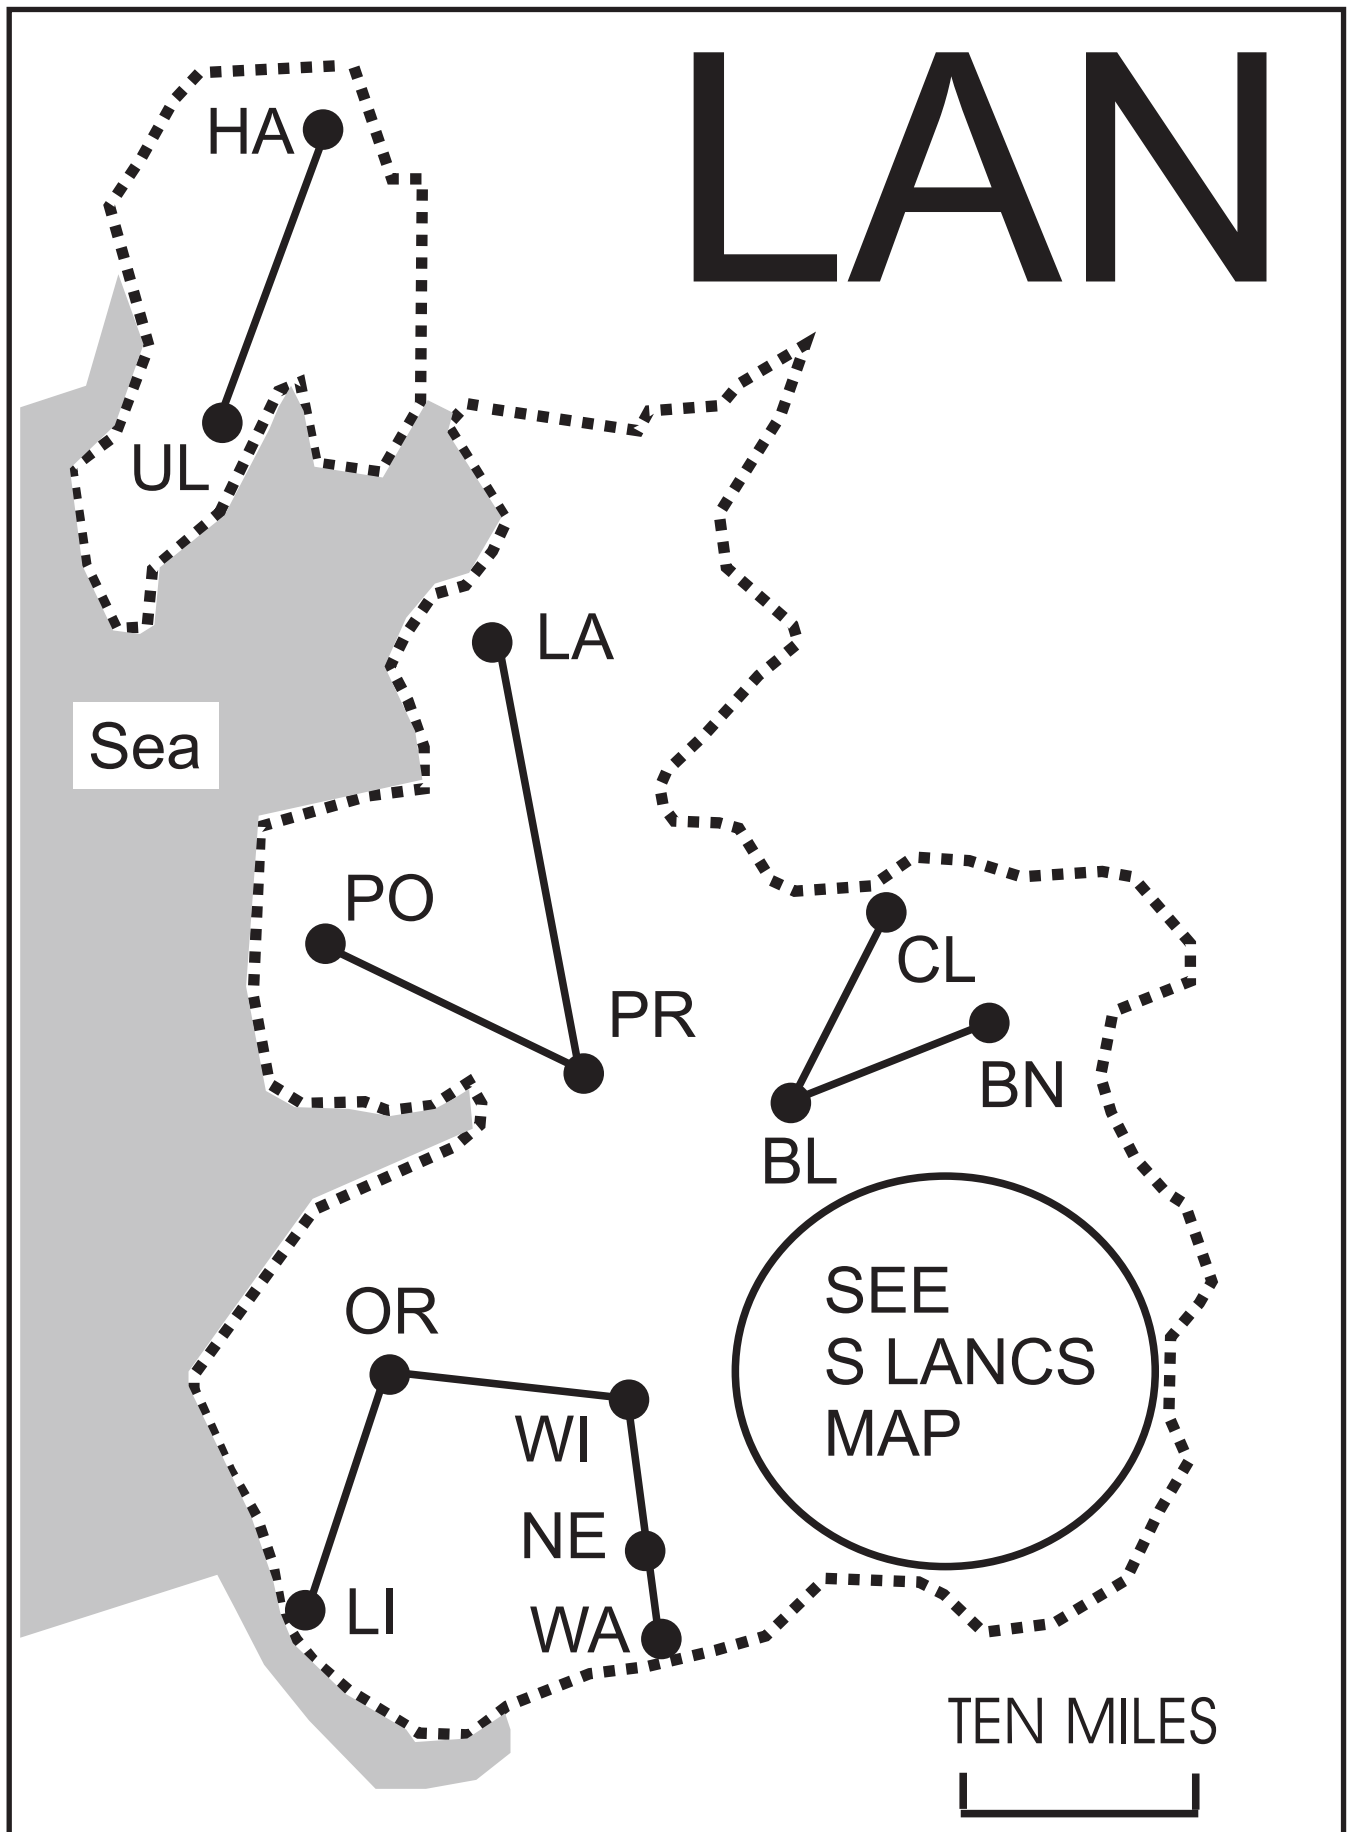 LAN
HA
UL
LA
Sea
PO
PR
CL
BN
BL
SEE
S LANCS
MAP
OR
WI
NE
LI
WA
TEN MILES